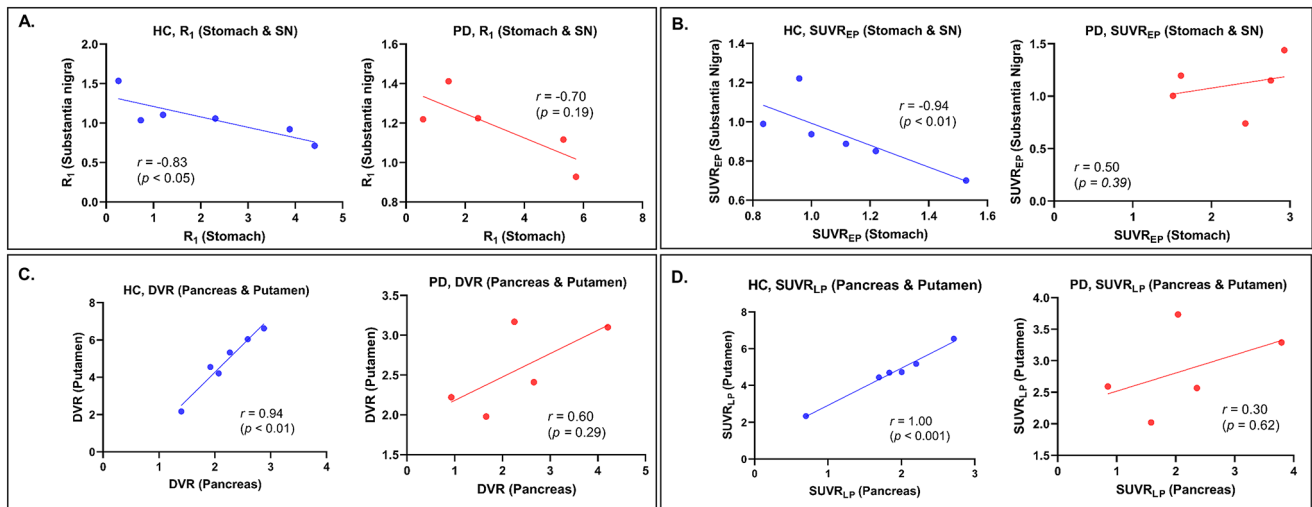 A.
HC, R1 (Stomach & SN)
R1 (Substantia nigra)
2.0
1.5
1.0
0.5
0.0
r = -0.83
(p < 0.05)
0 1 2 3 4 5
R1 (Stomach)
PD, R1 (Stomach & SN)
R1 (Substantia nigra)
1.6
1.4
1.2
1.0
0.8
r = -0.70
(p = 0.19)
0 2 4 6 8
R1 (Stomach)
B.
HC, SUVREP (Stomach & SN)
SUVREP (Substantia Nigra)
1.4
1.2
1.0
0.8
0.6
r = -0.94
(p < 0.01)
0.8 1.0 1.2 1.4 1.6
SUVREP (Stomach)
PD, SUVREP (Stomach & SN)
SUVREP (Substantia Nigra)
1.5
1.0
0.5
0.0
r = 0.50
(p = 0.39)
0 1 2 3
SUVREP (Stomach)
C.
HC, DVR (Pancreas & Putamen)
DVR (Putamen)
8
6
4
2
0
r = 0.94
(p < 0.01)
0 1 2 3 4
DVR (Pancreas)
PD, DVR (Pancreas & Putamen)
DVR (Putamen)
3.5
3.0
2.5
2.0
1.5
r = 0.60
(p = 0.29)
0 1 2 3 4 5
DVR (Pancreas)
D.
HC, SUVRLP (Pancreas & Putamen)
SUVRLP (Putamen)
8
6
4
2
0
r = 1.00
(p < 0.001)
0 1 2 3
SUVRLP (Pancreas)
PD, SUVRLP (Pancreas & Putamen)
SUVRLP (Putamen)
4.0
3.5
3.0
2.5
2.0
1.5
r = 0.30
(p = 0.62)
0 1 2 3 4
SUVRLP (Pancreas)